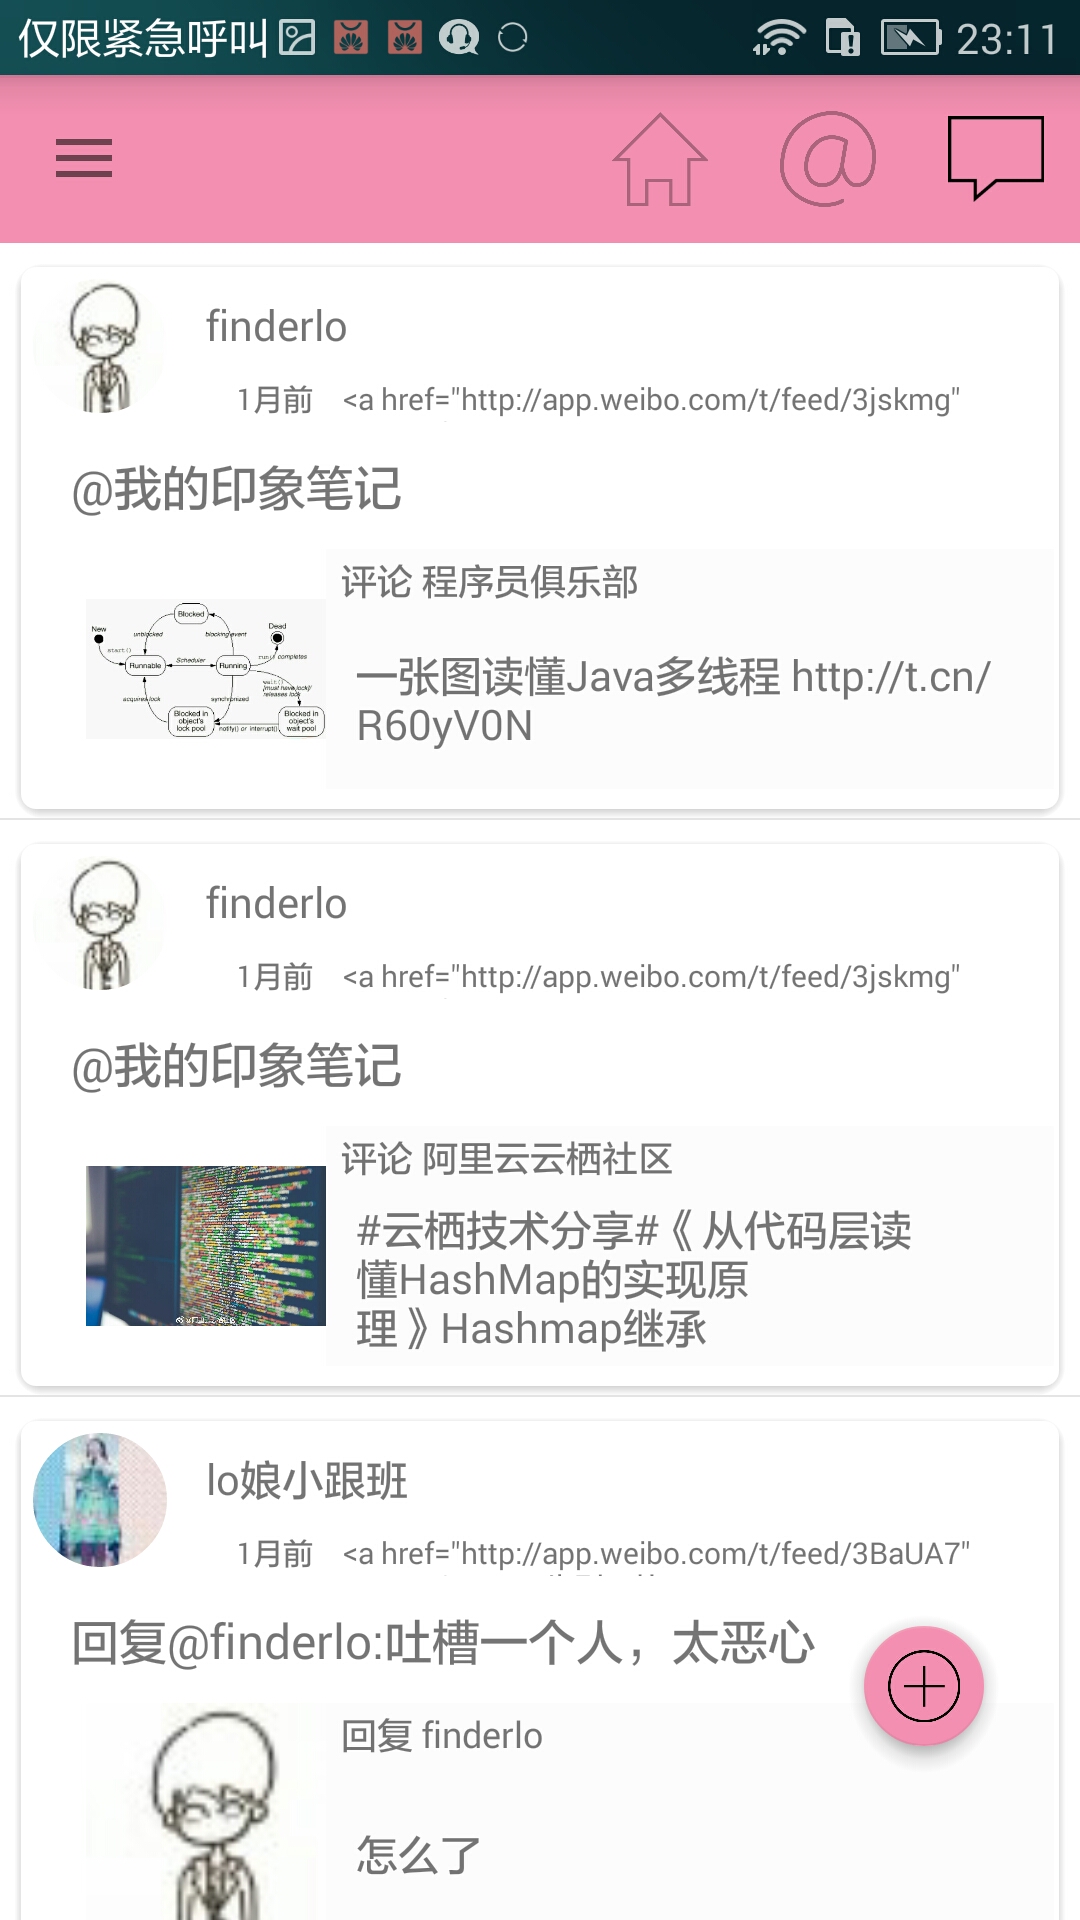 仅限紧急呼叫 23:11
finderlo
1月前 <a href="http://app.weibo.com/t/feed/3jskmg"
@我的印象笔记
评论 程序员俱乐部
一张图读懂Java多线程 http://t.cn/
R60yV0N
New
Blocked
Dead
unblocked
blocking event
start()
Scheduler
run() completes
Runnable
Running
wait()
[must have lock]/
releases lock
acquires lock
synchronized
Blocked in
object's
lock pool
notify() or interrupt()
Blocked in
object's
wait pool
finderlo
1月前 <a href="http://app.weibo.com/t/feed/3jskmg"
@我的印象笔记
评论 阿里云云栖社区
#云栖技术分享#《从代码层读
懂HashMap的实现原
理》Hashmap继承
lo娘小跟班
1月前 <a href="http://app.weibo.com/t/feed/3BaUA7"
回复@finderlo:吐槽一个人，太恶心
回复 finderlo
怎么了